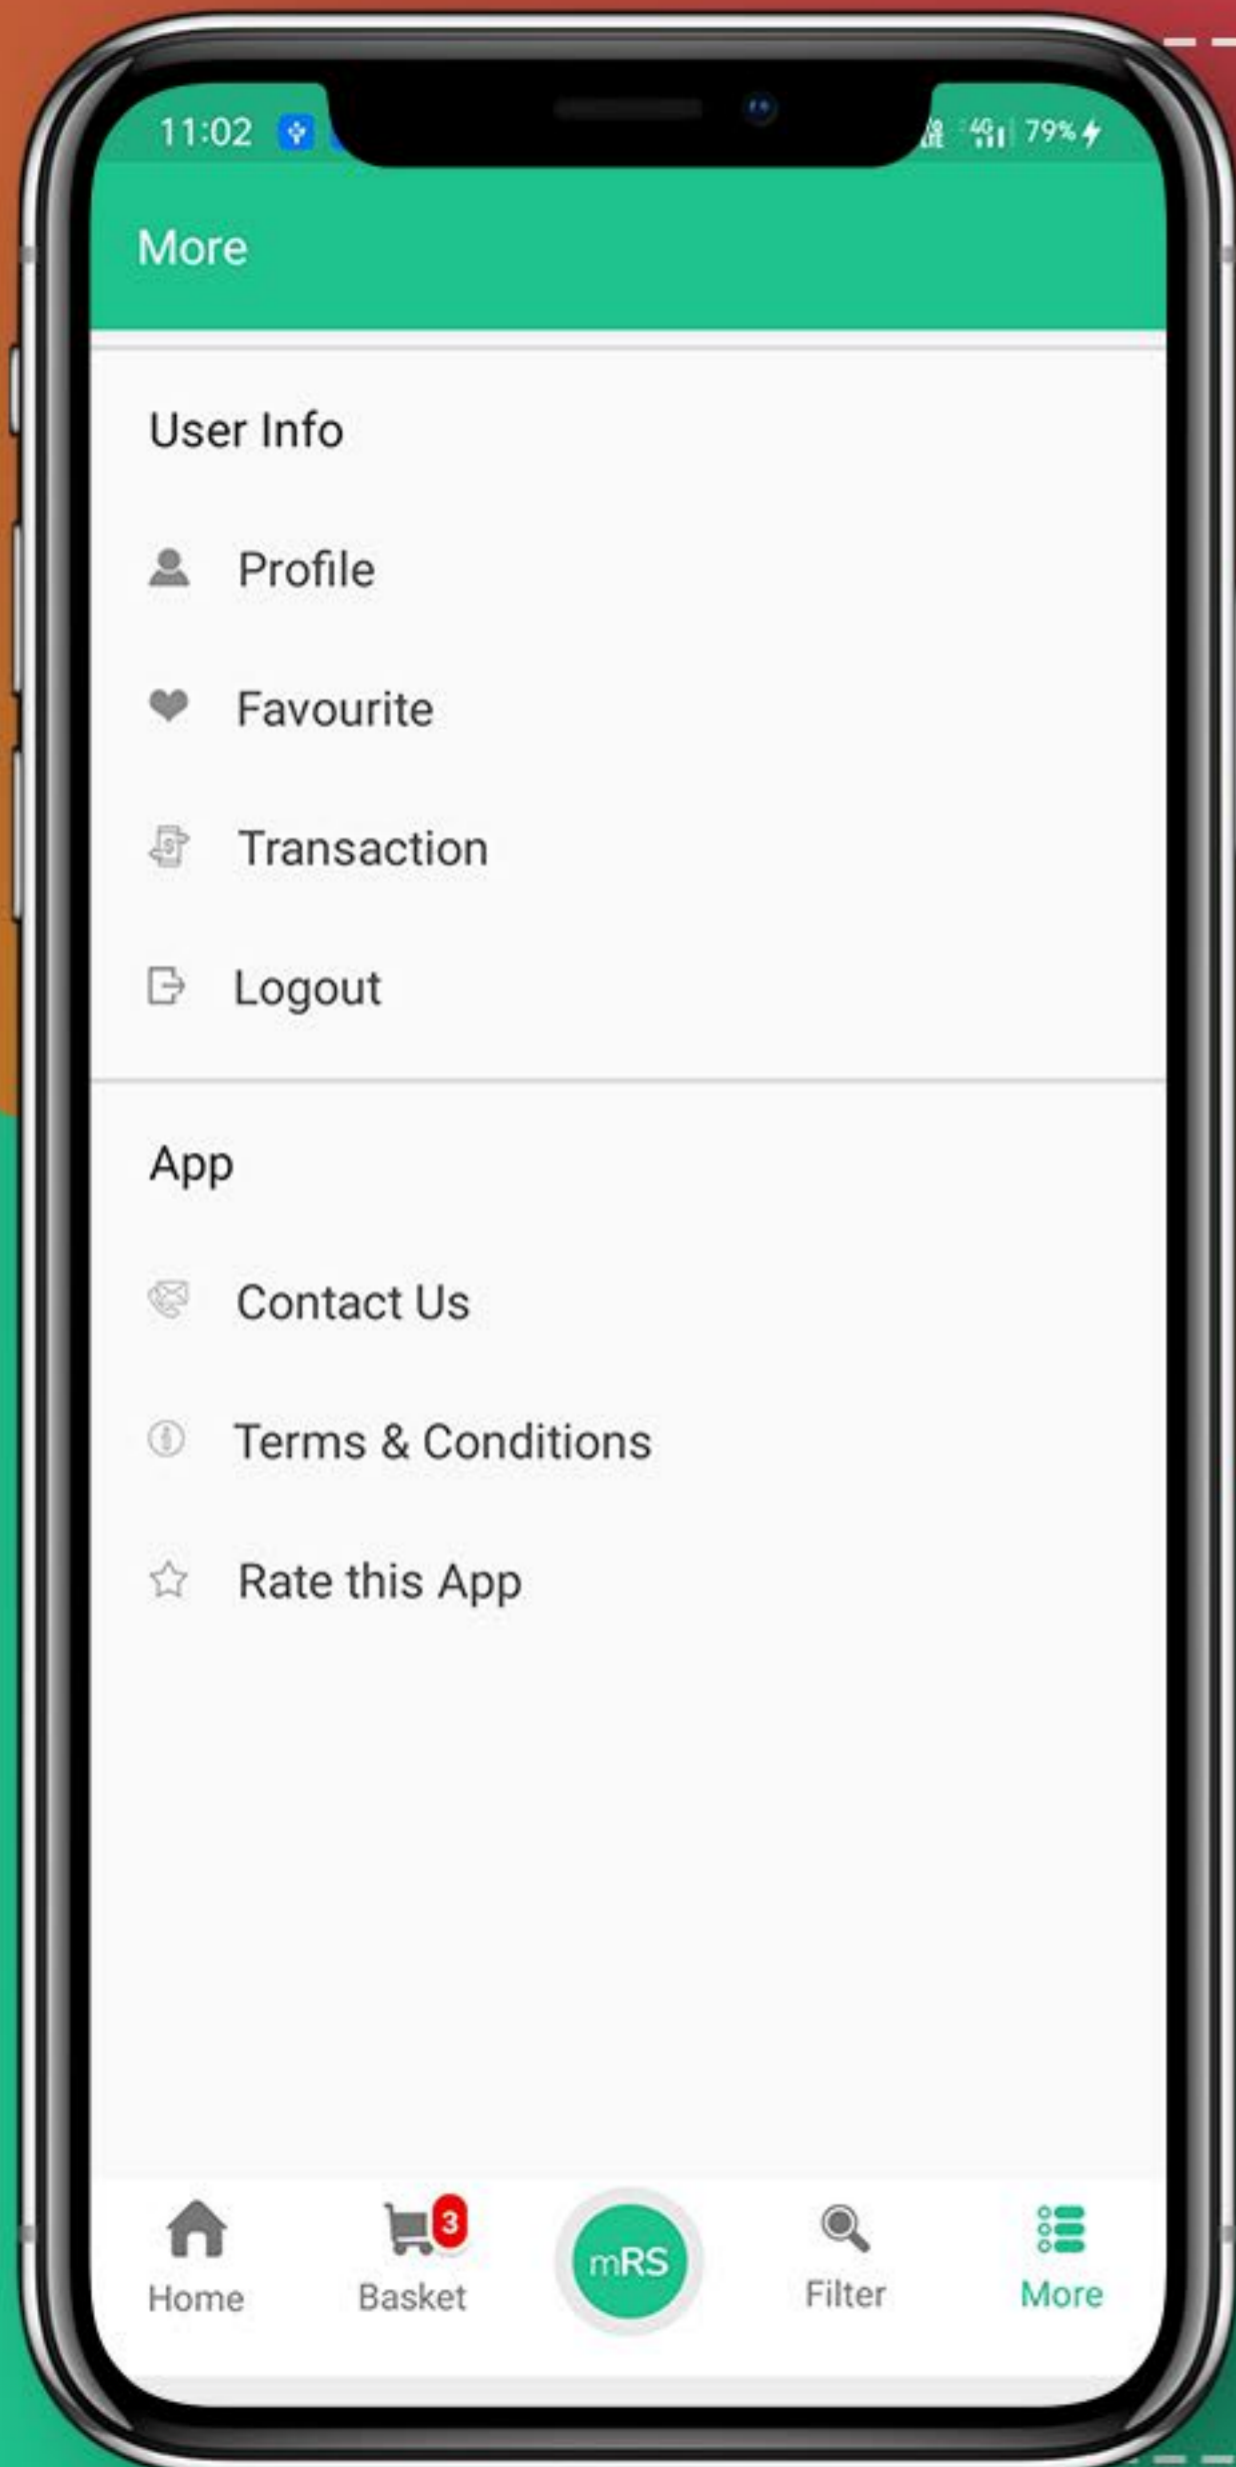 11:02
4G 79%
More
User Info
Profile
Favourite
Transaction
Logout
App
Contact Us
Terms & Conditions
Rate this App
3
mRS
Home
Basket
Filter
More